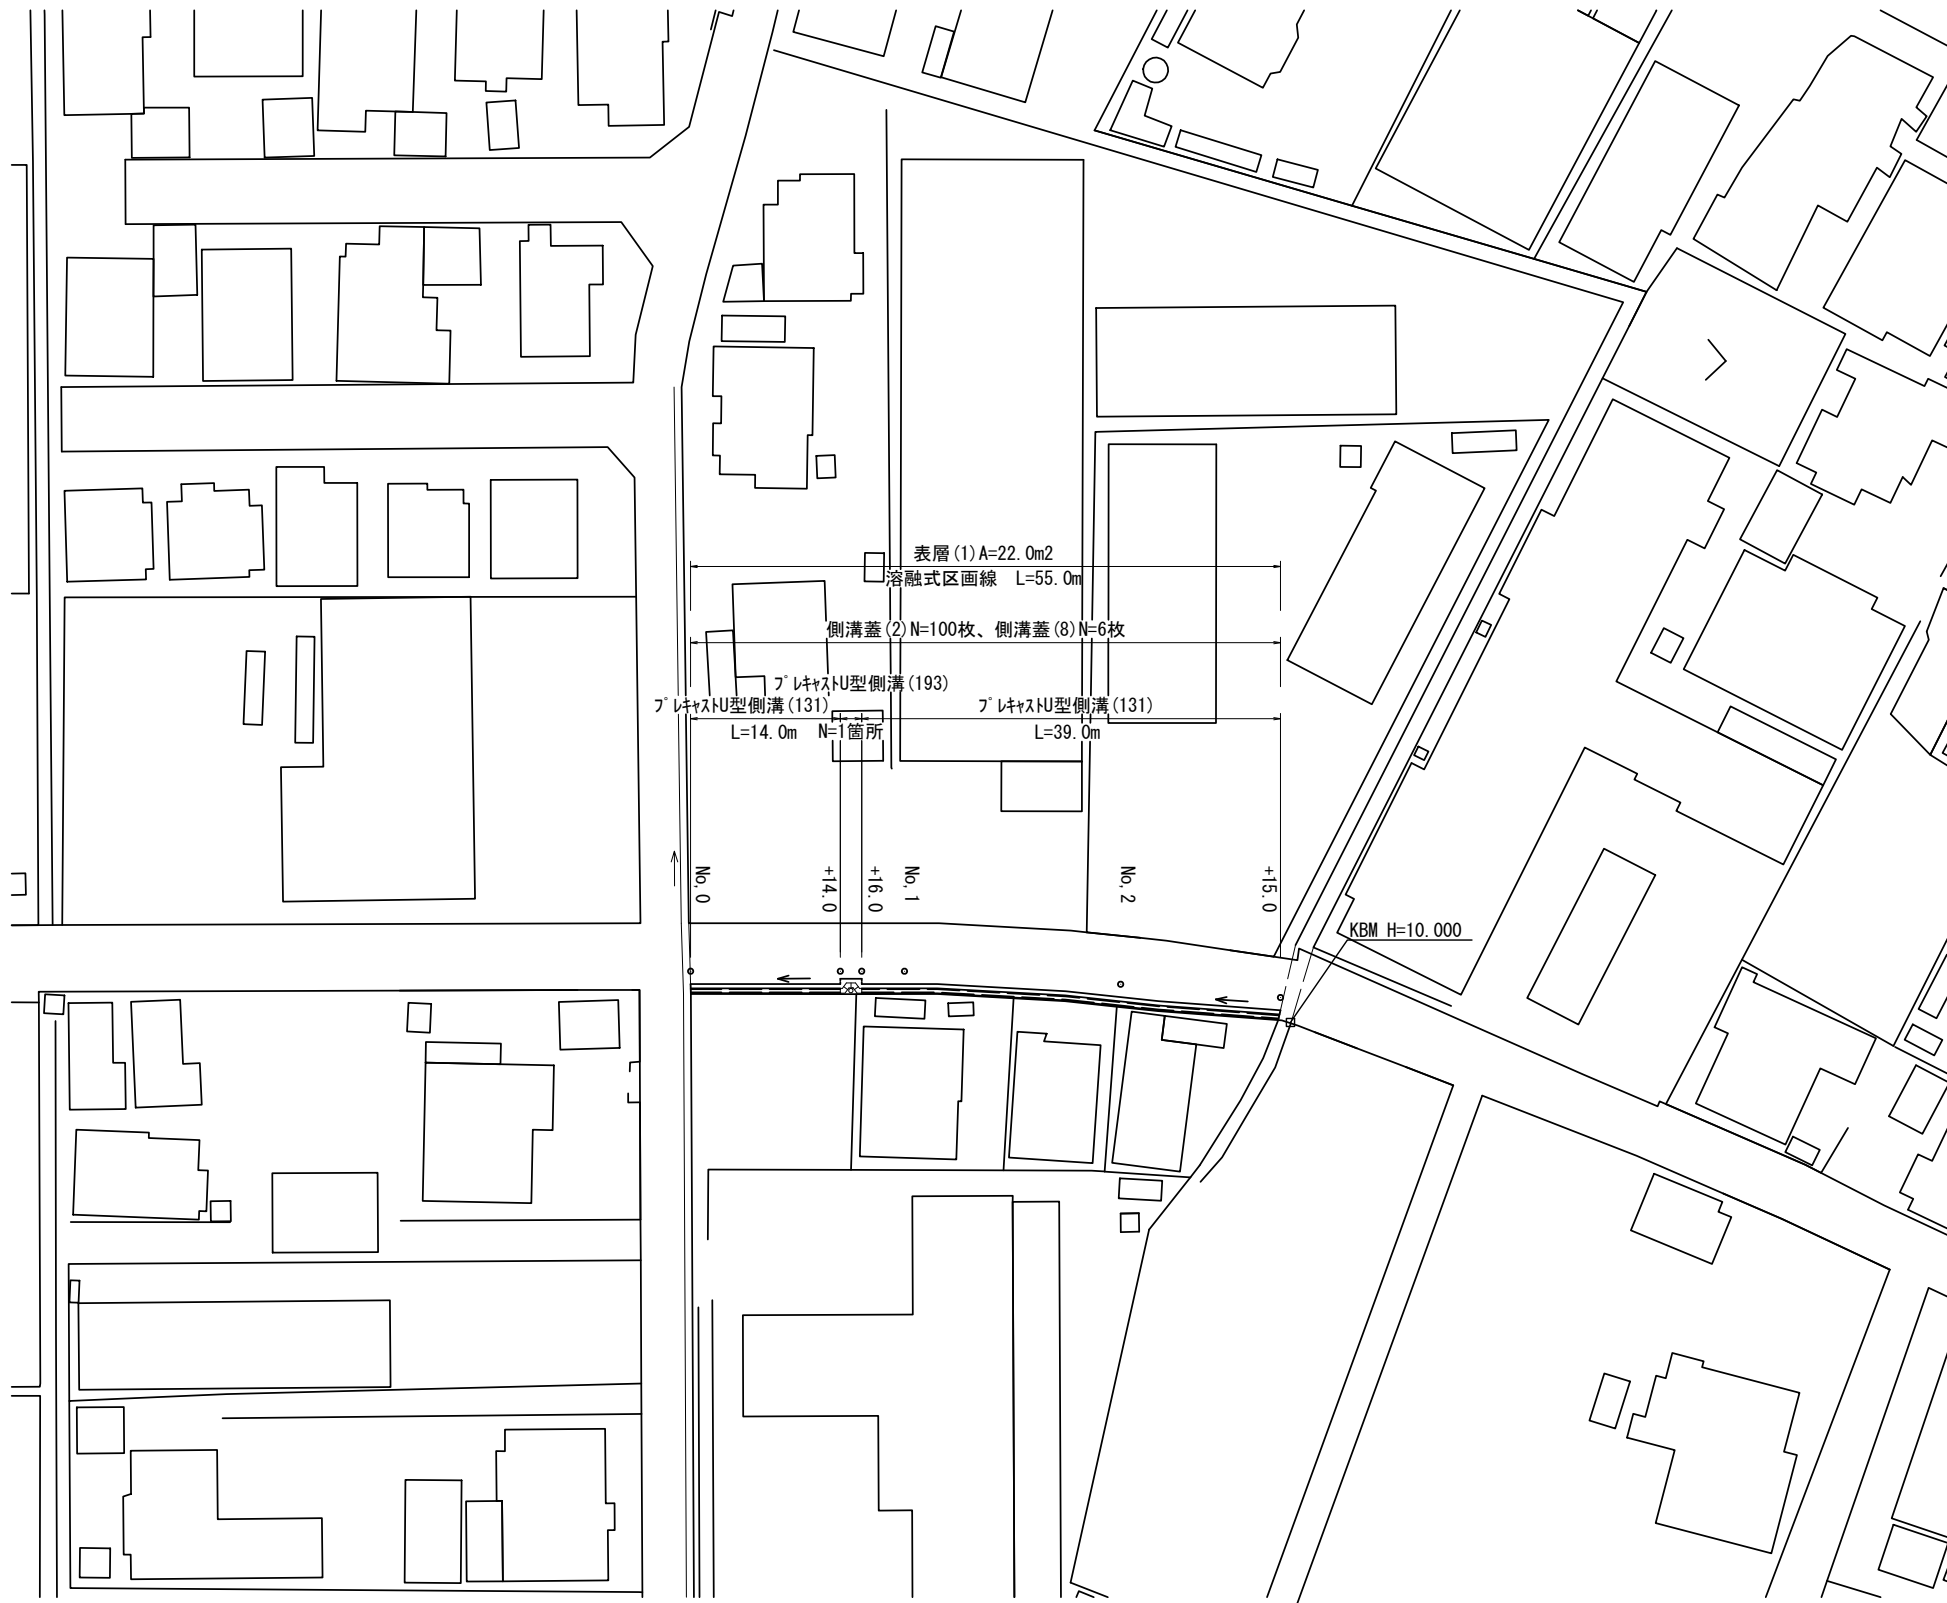 表層(1)A=22.0m2
溶融式区画線 L=55.0m
側溝蓋(2)N=100枚、側溝蓋(8)N=6枚
ﾌﾟﾚｷｬｽﾄU型側溝(193)
ﾌﾟﾚｷｬｽﾄU型側溝(131)
ﾌﾟﾚｷｬｽﾄU型側溝(131)
L=14.0m
N=1箇所
L=39.0m
No,0
+14.0
+16.0
No,1
No,2
+15.0
KBM H=10.000